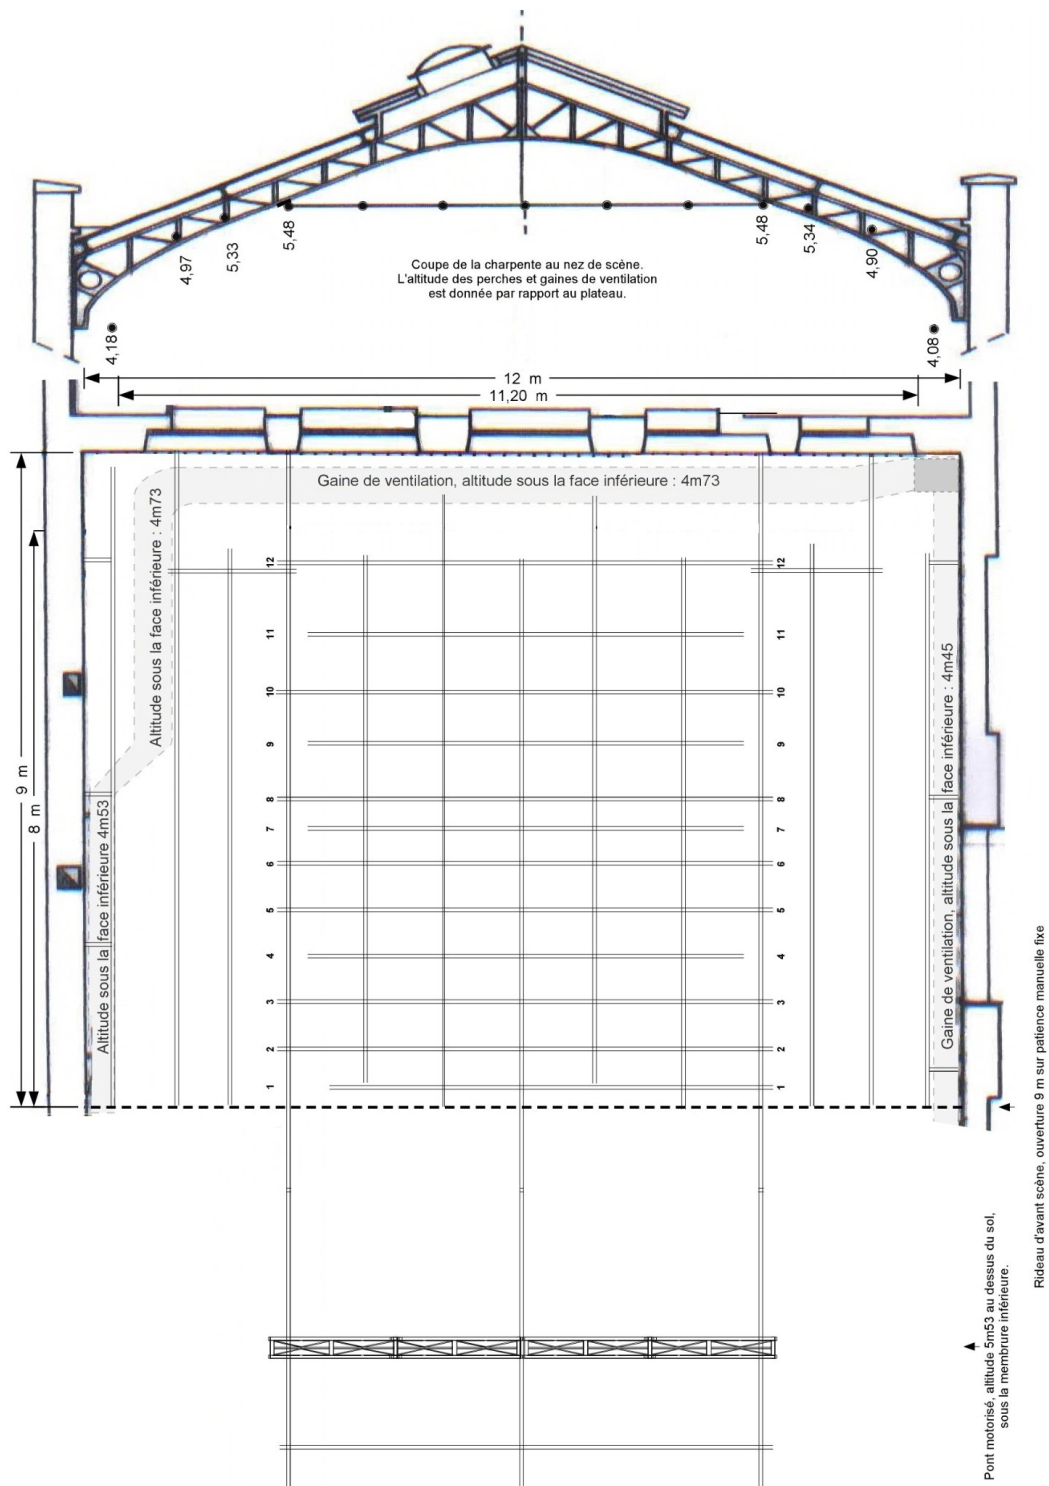 4,18
4,97
5,33
5,48
5,48
5,34
4,90
4,08
Coupe de la charpente au nez de scène.
L'altitude des perches et gaines de ventilation
est donnée par rapport au plateau.
12 m
11,20 m
9 m
8 m
Gaine de ventilation, altitude sous la face inférieure : 4m73
Altitude sous la face inférieure : 4m73
Altitude sous la face inférieure 4m53
Gaine de ventilation, altitude sous la face inférieure : 4m45
12 12
11 11
10 10
9 9
8 8
7 7
6 6
5 5
4 4
3 3
2 2
1 1
Rideau d'avant scène, ouverture 9 m sur patience manuelle fixe
Pont motorisé, altitude 5m53 au dessus du sol,
sous la membrure inférieure.